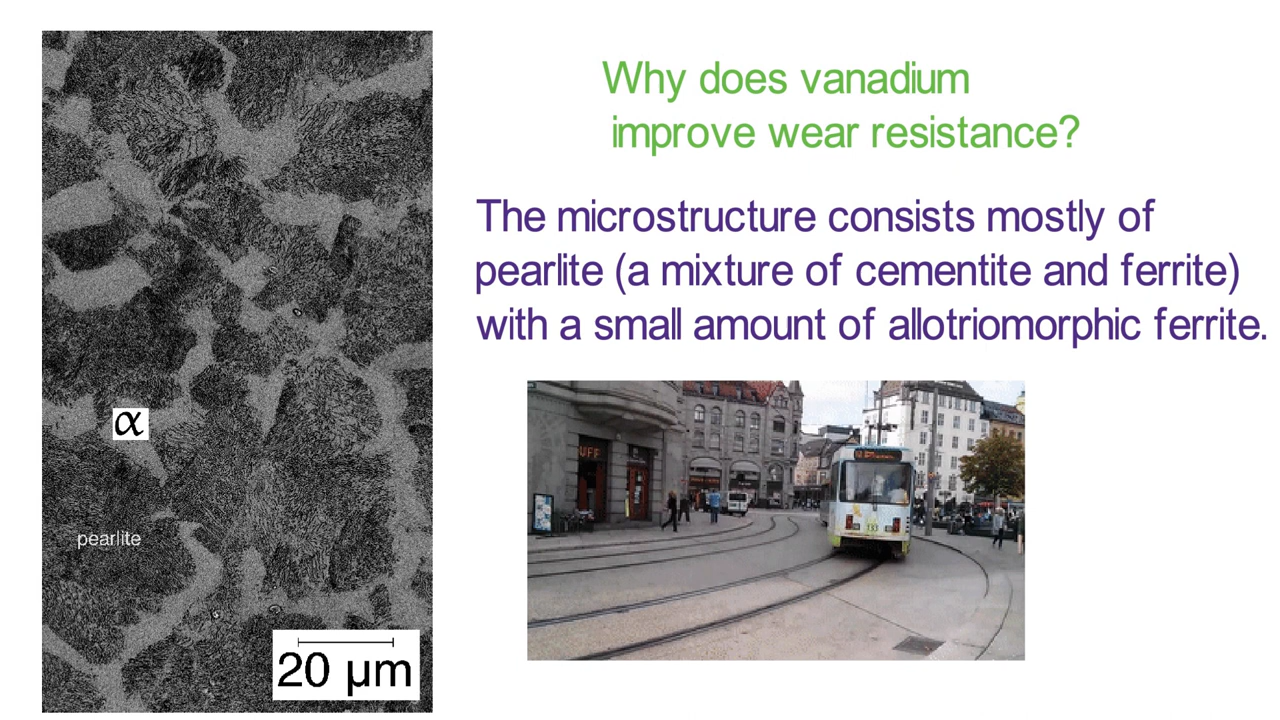 Why does vanadium
improve wear resistance?
The microstructure consists mostly of
pearlite (a mixture of cementite and ferrite)
with a small amount of allotriomorphic ferrite.
α
pearlite
20 μm
UFF
133